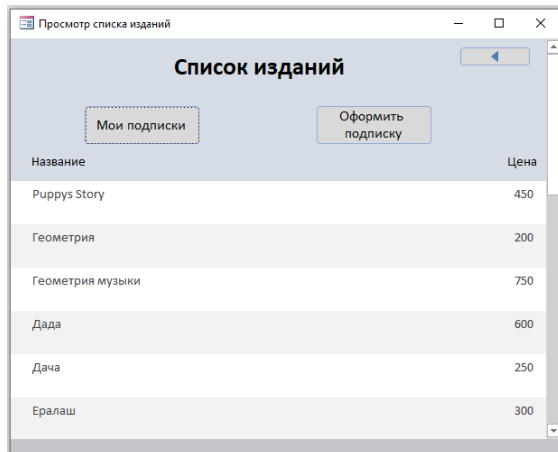 Просмотр списка изданий
Список изданий
Мои подписки
Оформить
подписку
Название Цена
Puppys Story 450
Геометрия 200
Геометрия музыки 750
Дада 600
Дача 250
Ералаш 300